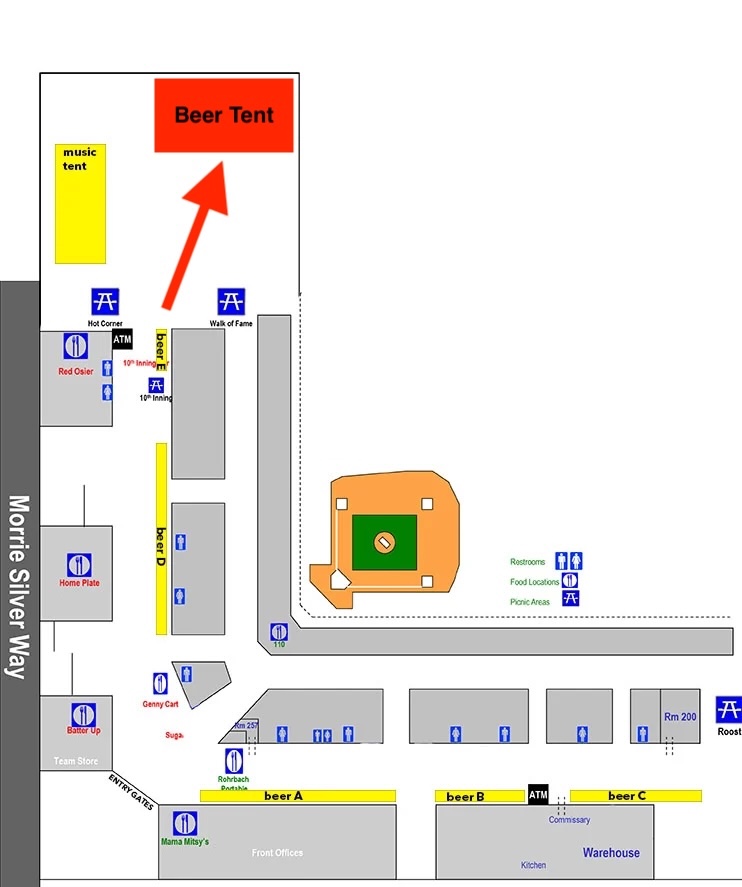 Beer Tent
music
tent
Hot Corner
Walk of Fame
ATM
beer E
Red Osier
10th Inning
10th Inning
Morrie Silver Way
beer D
Home Plate
Restrooms
Food Locations
Picnic Areas
110
Genny Cart
Batter Up
Rm 257
Rm 200
Roost
Team Store
Rohrbach
Portable
ENTRY GATES
beer A
beer B
ATM
beer C
Commissary
Mama Mitsy's
Front Offices
Warehouse
Kitchen